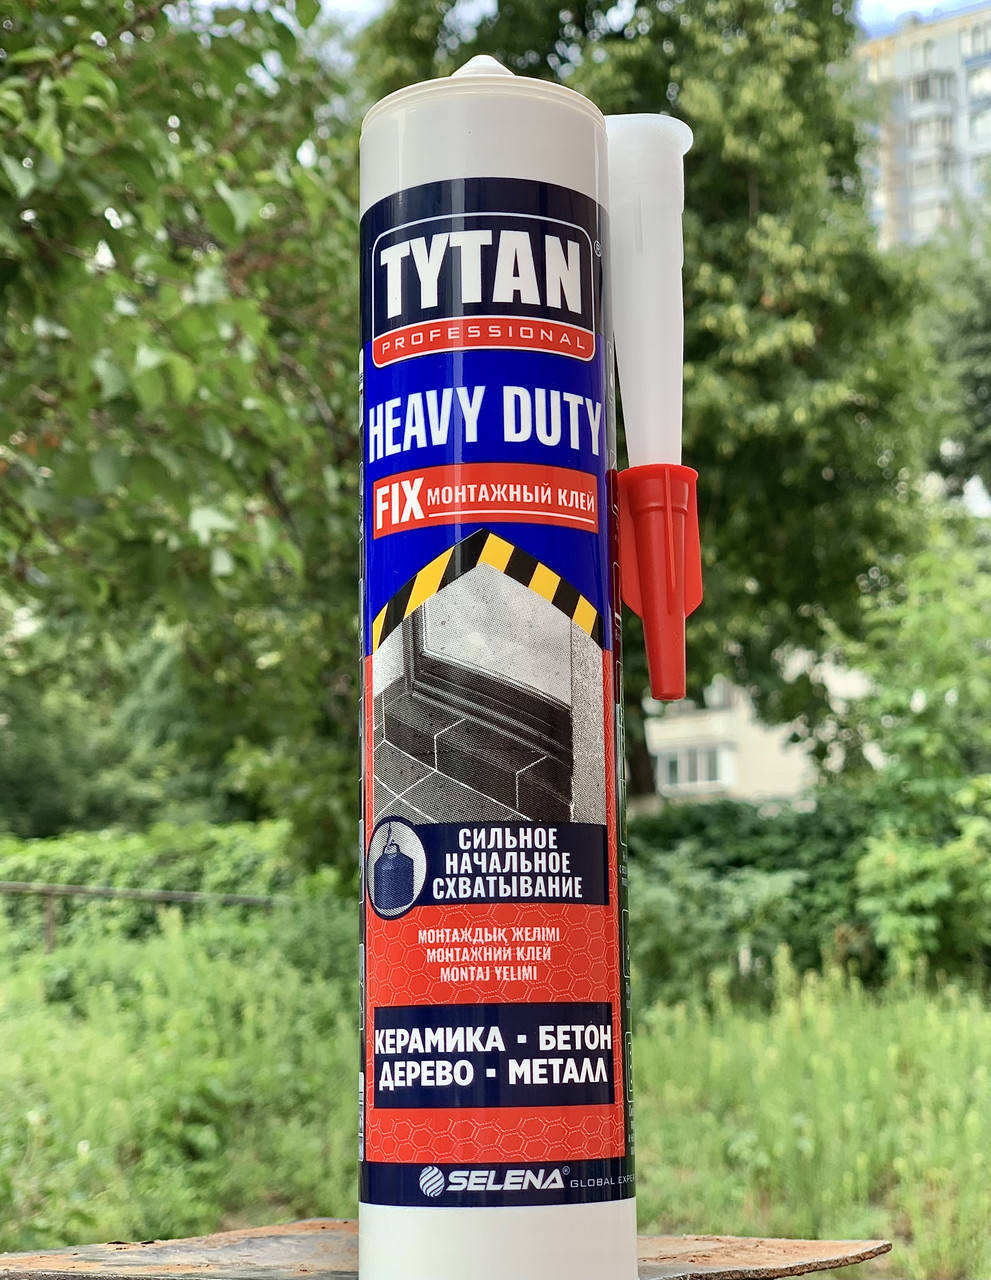 TYTAN®
PROFESSIONAL
HEAVY DUTY
FIX МОНТАЖНЫЙ КЛЕЙ
СИЛЬНОЕ
НАЧАЛЬНОЕ
СХВАТЫВАНИЕ
МОНТАЖДЫҚ ЖЕЛІМІ
МОНТАЖНИЙ КЛЕЙ
MONTAJ YELIMI
КЕРАМИКА ▪ БЕТОН
ДЕРЕВО ▪ МЕТАЛЛ
SELENA® GLOBAL